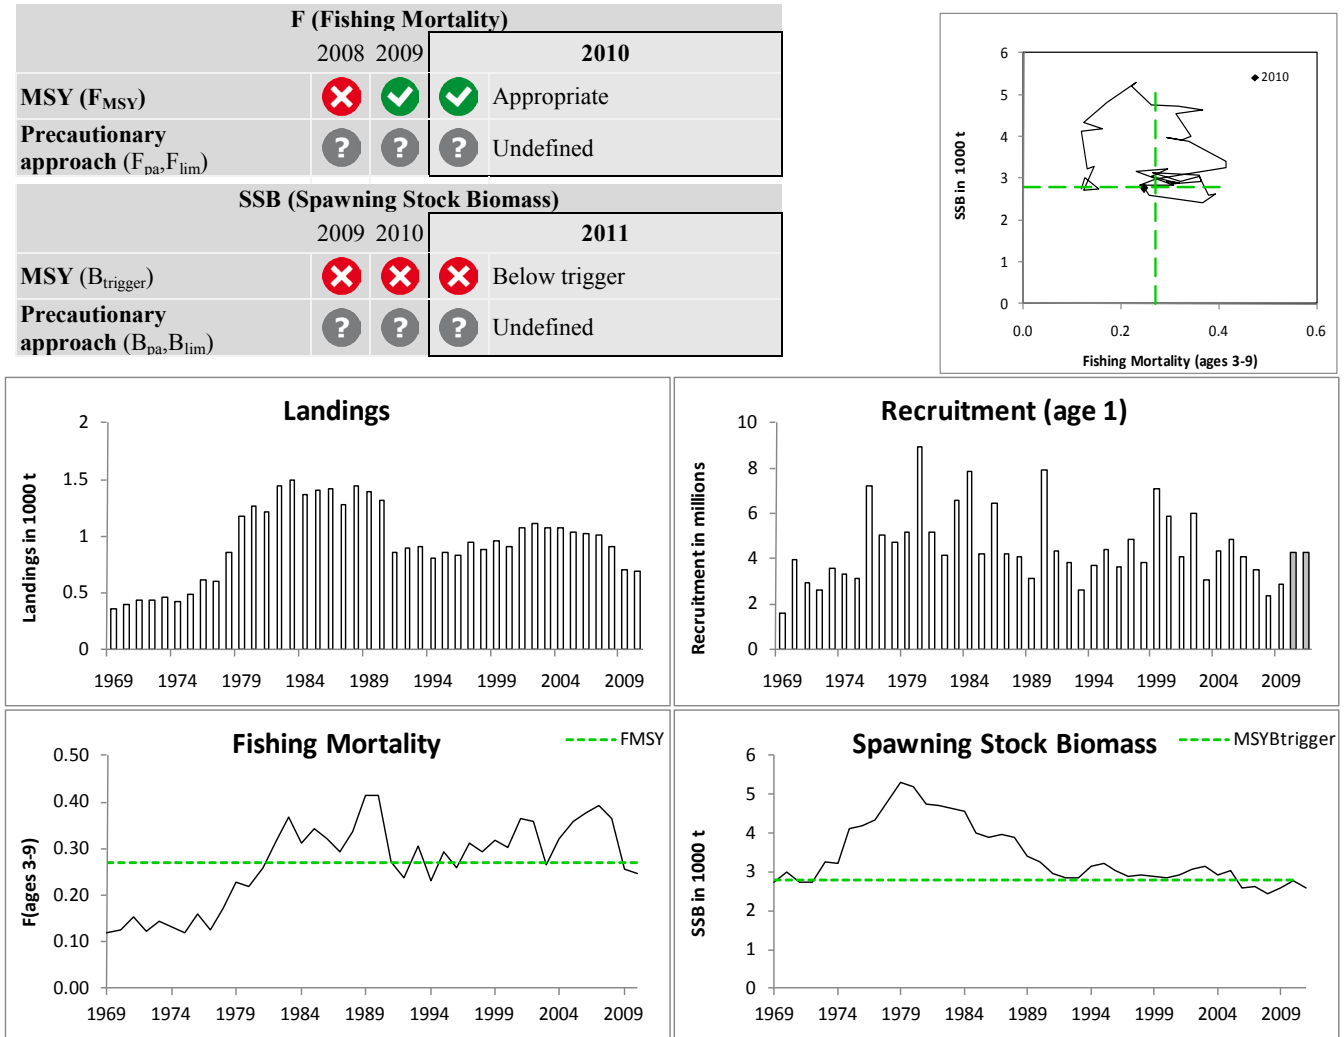 F (Fishing Mortality)
2008 2009 2010
MSY (FMSY) Appropriate
Precautionary
approach (Fpa,Flim) ? ? ? Undefined
SSB (Spawning Stock Biomass)
2009 2010 2011
MSY (Btrigger) Below trigger
Precautionary
approach (Bpa,Blim) ? ? ? Undefined
6
5
4
3
2
1
0
SSB in 1000 t
2010
0.0 0.2 0.4 0.6
Fishing Mortality (ages 3-9)
Landings
2
1.5
1
0.5
0
Landings in 1000 t
1969 1974 1979 1984 1989 1994 1999 2004 2009
Recruitment (age 1)
10
8
6
4
2
0
Recruitment in millions
1969 1974 1979 1984 1989 1994 1999 2004 2009
Fishing Mortality
FMSY
0.50
0.40
0.30
0.20
0.10
0.00
F(ages 3-9)
1969 1974 1979 1984 1989 1994 1999 2004 2009
Spawning Stock Biomass
MSYBtrigger
6
5
4
3
2
1
0
SSB in 1000 t
1969 1974 1979 1984 1989 1994 1999 2004 2009